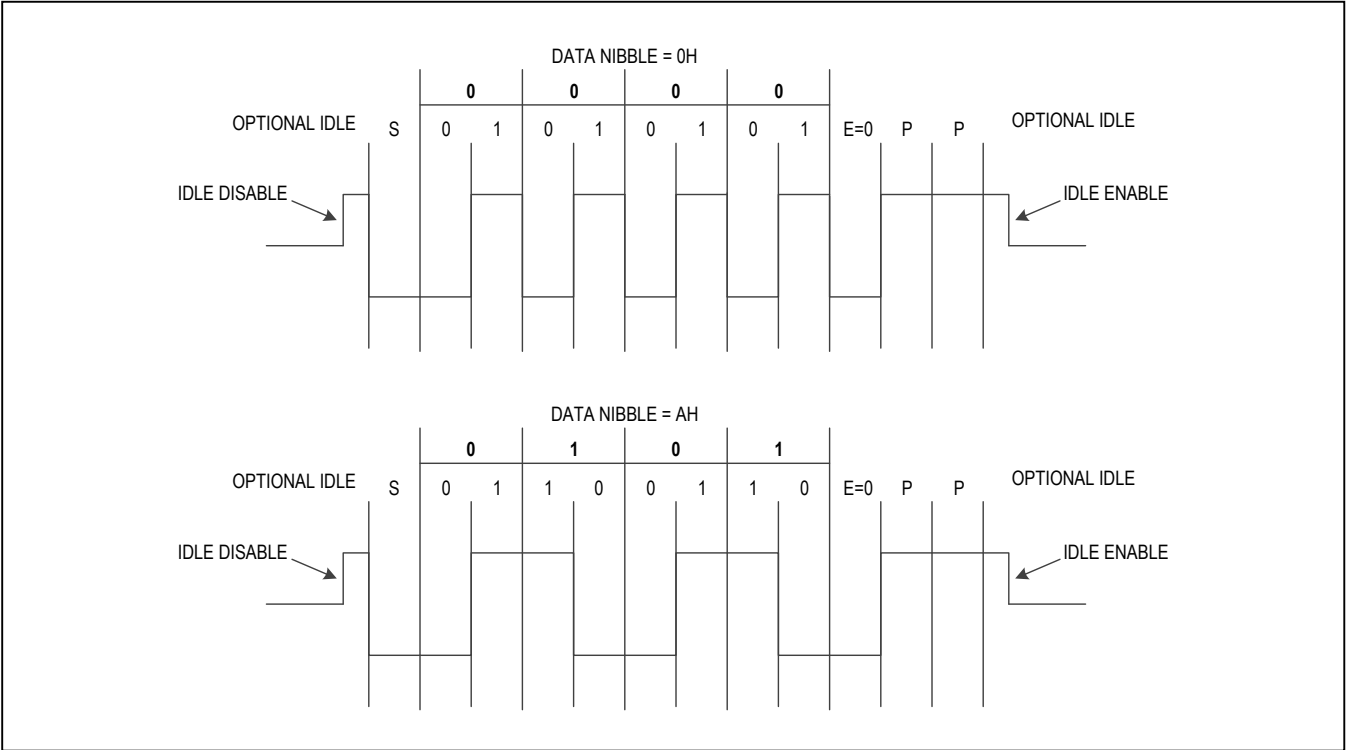 DATA NIBBLE = 0H
0 0 0 0
OPTIONAL IDLE S 0 1 0 1 0 1 0 1 E=0 P P OPTIONAL IDLE
IDLE DISABLE IDLE ENABLE
DATA NIBBLE = AH
0 1 0 1
OPTIONAL IDLE S 0 1 1 0 0 1 1 0 E=0 P P OPTIONAL IDLE
IDLE DISABLE IDLE ENABLE